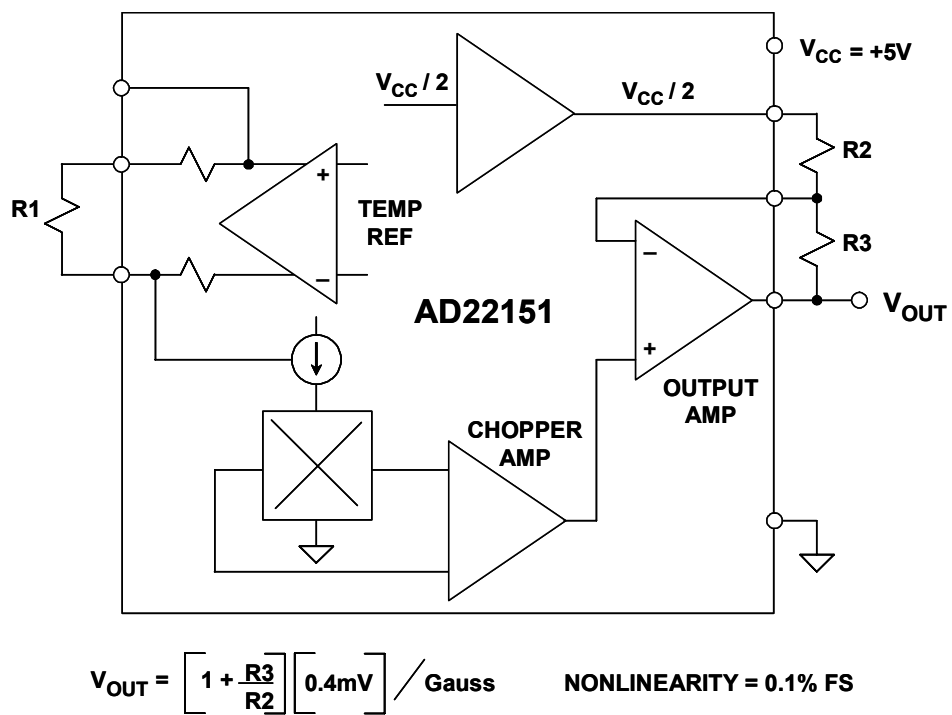 V_CC = +5V
V_CC / 2
V_CC / 2
R2
R1
+
TEMP
REF
−
R3
−
AD22151
V_OUT
+
OUTPUT
AMP
CHOPPER
AMP
V_OUT = [1 + R3/R2] [0.4mV] / Gauss
NONLINEARITY = 0.1% FS